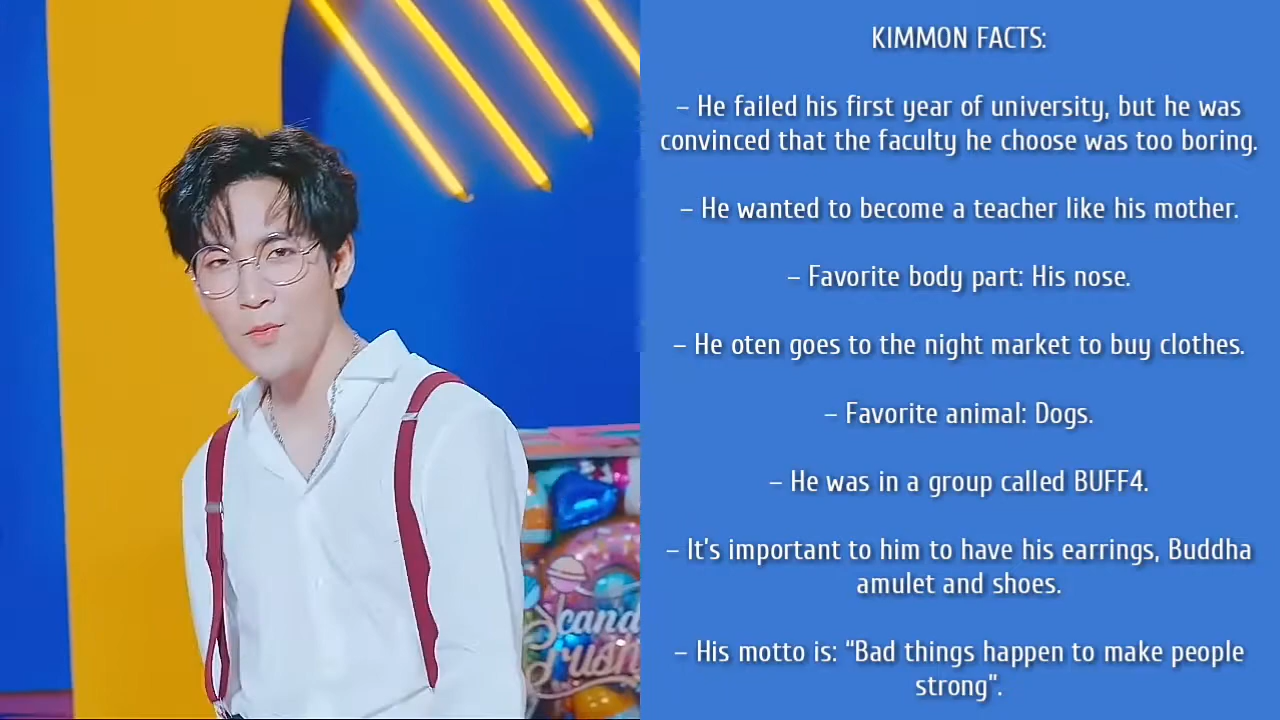 KIMMON FACTS:
– He failed his first year of university, but he was
convinced that the faculty he choose was too boring.
– He wanted to become a teacher like his mother.
– Favorite body part: His nose.
– He oten goes to the night market to buy clothes.
– Favorite animal: Dogs.
– He was in a group called BUFF4.
– It's important to him to have his earrings, Buddha
amulet and shoes.
– His motto is: “Bad things happen to make people
strong”.
cand
rush